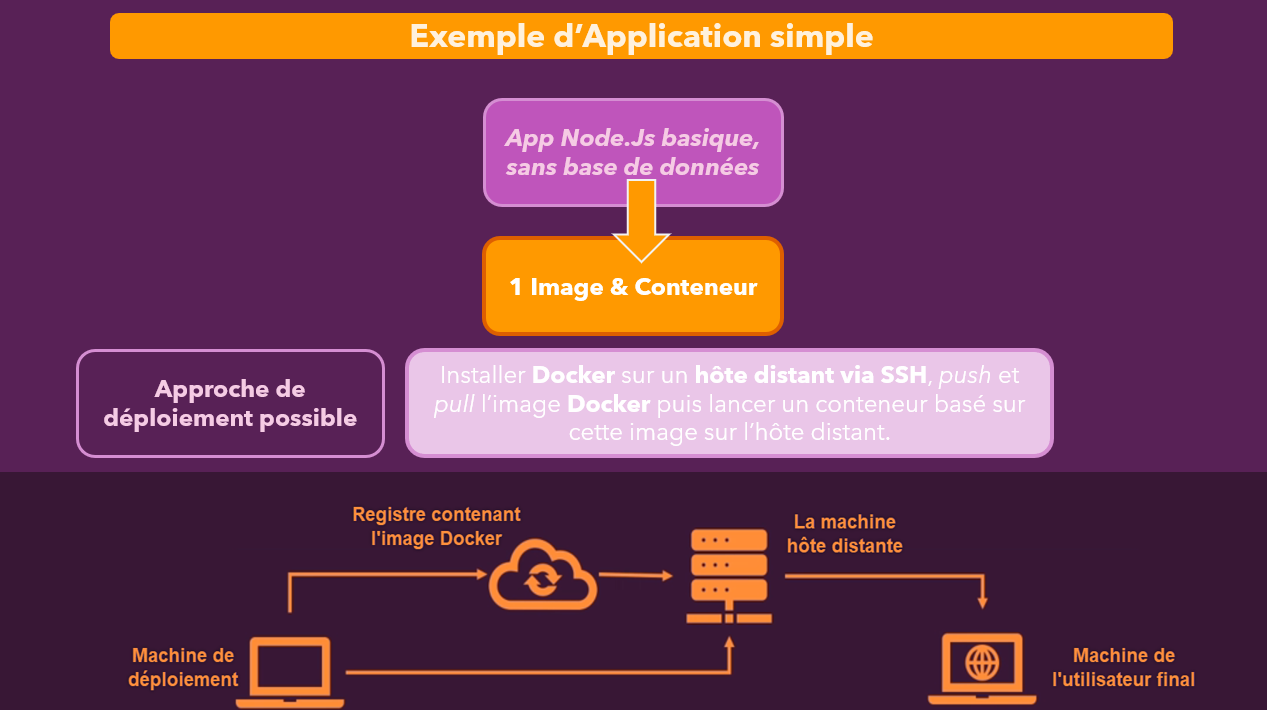 Exemple d’Application simple
App Node.Js basique,
sans base de données
1 Image & Conteneur
Approche de
déploiement possible
Installer Docker sur un hôte distant via SSH, push et
pull l’image Docker puis lancer un conteneur basé sur
cette image sur l’hôte distant.
Registre contenant
l'image Docker
La machine
hôte distante
Machine de
déploiement
Machine de
l'utilisateur final